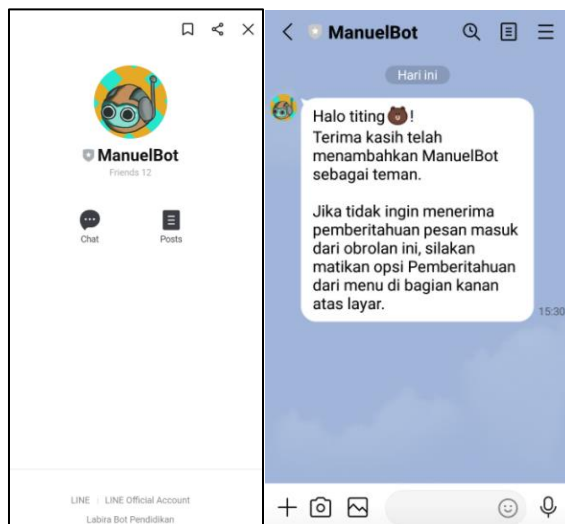 ManuelBot
Friends 12
Chat
Posts
LINE | LINE Official Account
Labira Bot Pendidikan
ManuelBot
Hari ini
Halo titing🐻!
Terima kasih telah
menambahkan ManuelBot
sebagai teman.
Jika tidak ingin menerima
pemberitahuan pesan masuk
dari obrolan ini, silakan
matikan opsi Pemberitahuan
dari menu di bagian kanan
atas layar.
15:30